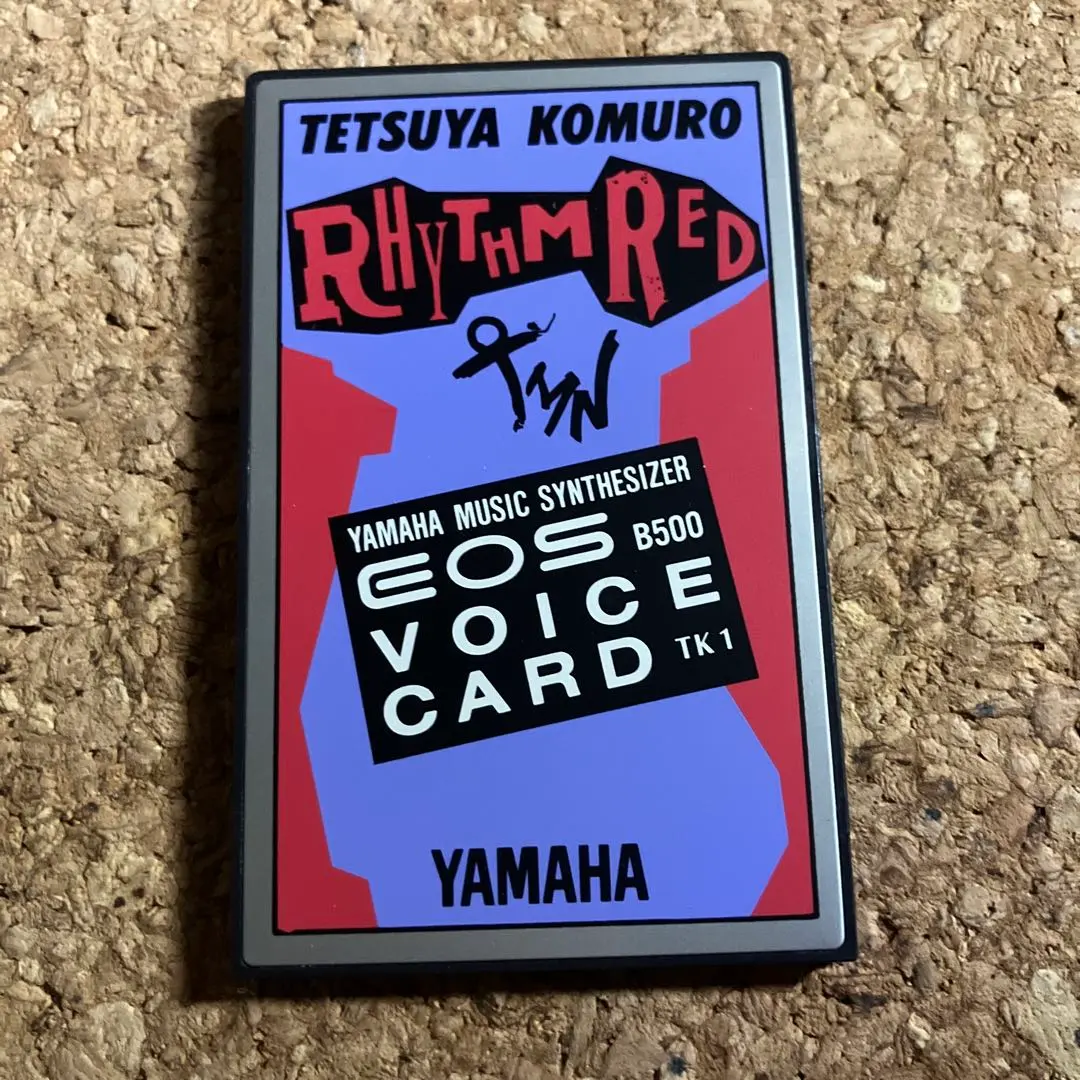 TETSUYA KOMURO
RHYTHM RED
TMN
YAMAHA MUSIC SYNTHESIZER
EOS B500
VOICE
CARD TK1
YAMAHA